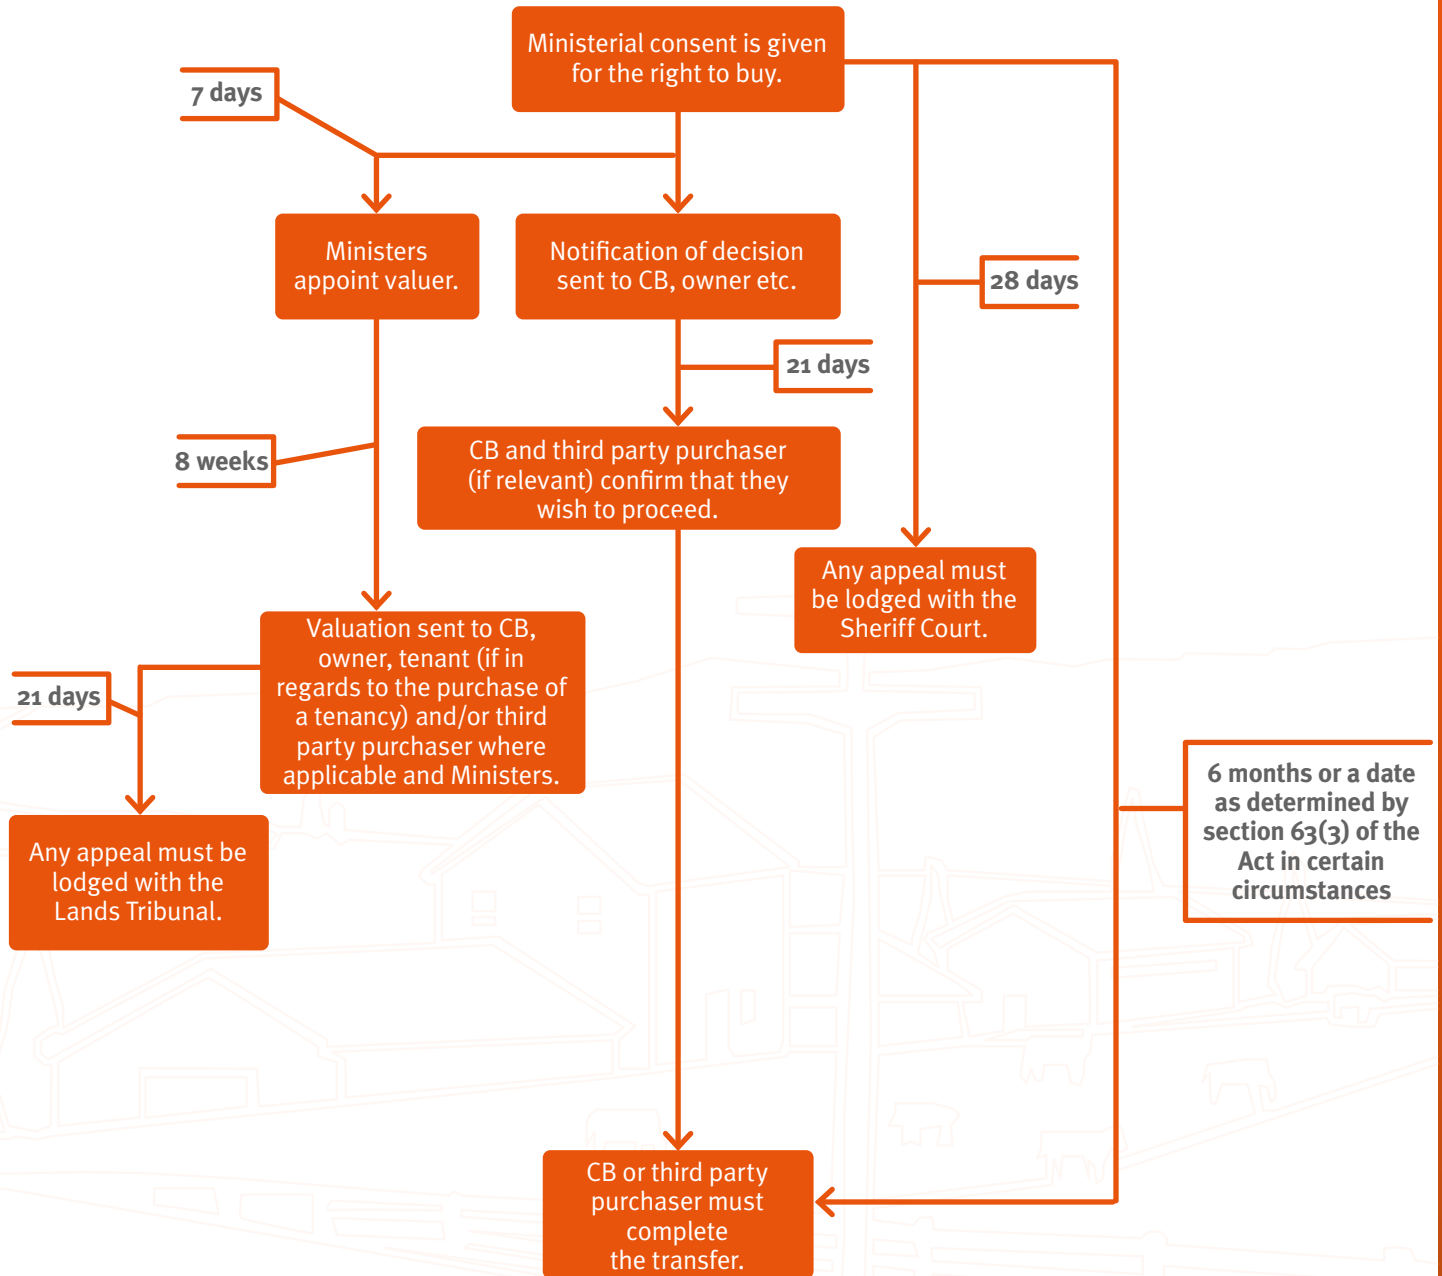 Ministerial consent is given
for the right to buy.
7 days
Ministers
appoint valuer.
Notification of decision
sent to CB, owner etc.
28 days
21 days
8 weeks
CB and third party purchaser
(if relevant) confirm that they
wish to proceed.
Any appeal must
be lodged with the
Sheriff Court.
Valuation sent to CB,
owner, tenant (if in
regards to the purchase of
a tenancy) and/or third
party purchaser where
applicable and Ministers.
21 days
Any appeal must be
lodged with the
Lands Tribunal.
6 months or a date
as determined by
section 63(3) of the
Act in certain
circumstances
CB or third party
purchaser must
complete
the transfer.